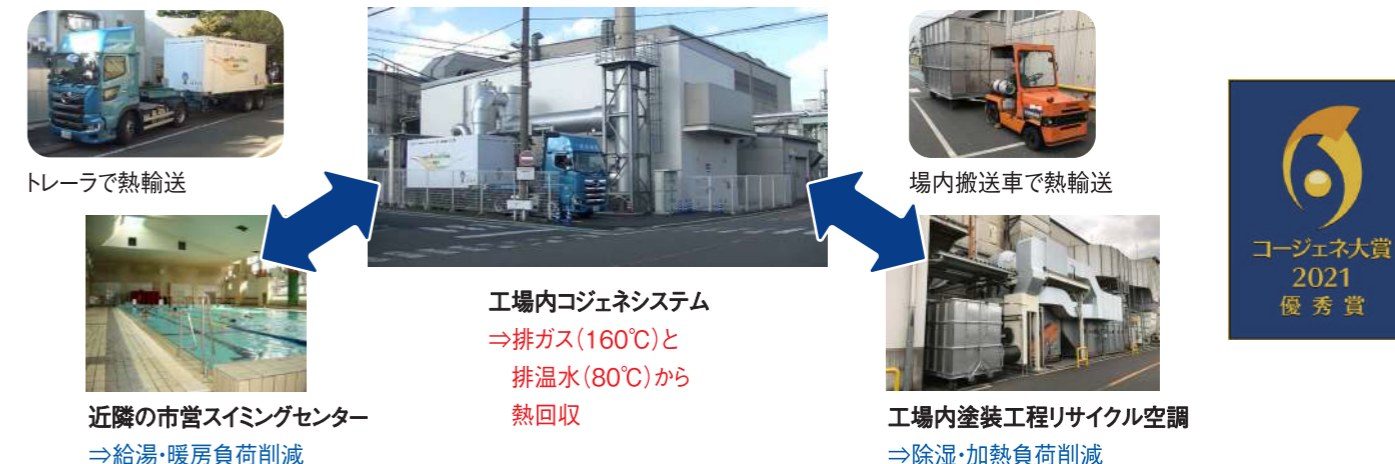 トレーラで熱輸送
場内搬送車で熱輸送
工場内コジェネシステム
⇒排ガス(160℃)と
排温水(80℃)から
熱回収
近隣の市営スイミングセンター
⇒給湯・暖房負荷削減
工場内塗装工程リサイクル空調
⇒除湿・加熱負荷削減
コージェネ大賞
2021
優秀賞